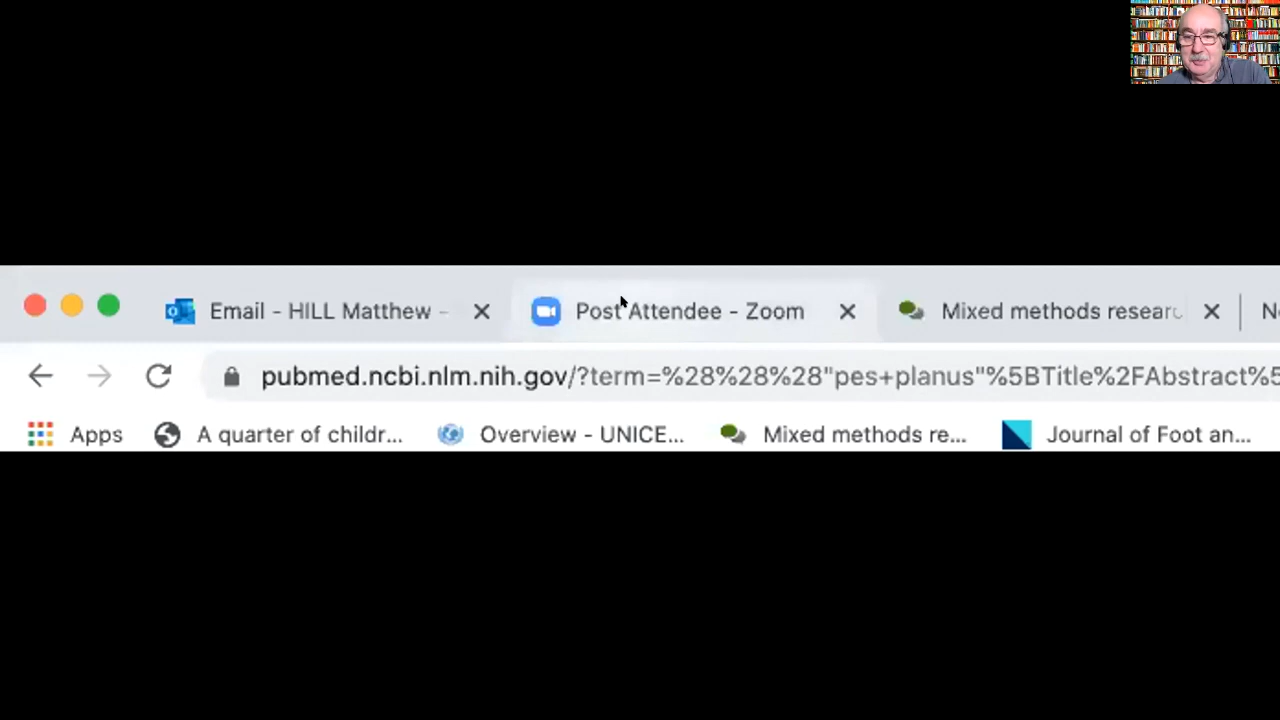 Email - HILL Matthew - Post Attendee - Zoom Mixed methods resear
pubmed.ncbi.nlm.nih.gov/?term=%28%28%28"pes+planus"%5BTitle%2FAbstract%5
Apps A quarter of childr... Overview - UNICE... Mixed methods re... Journal of Foot an...